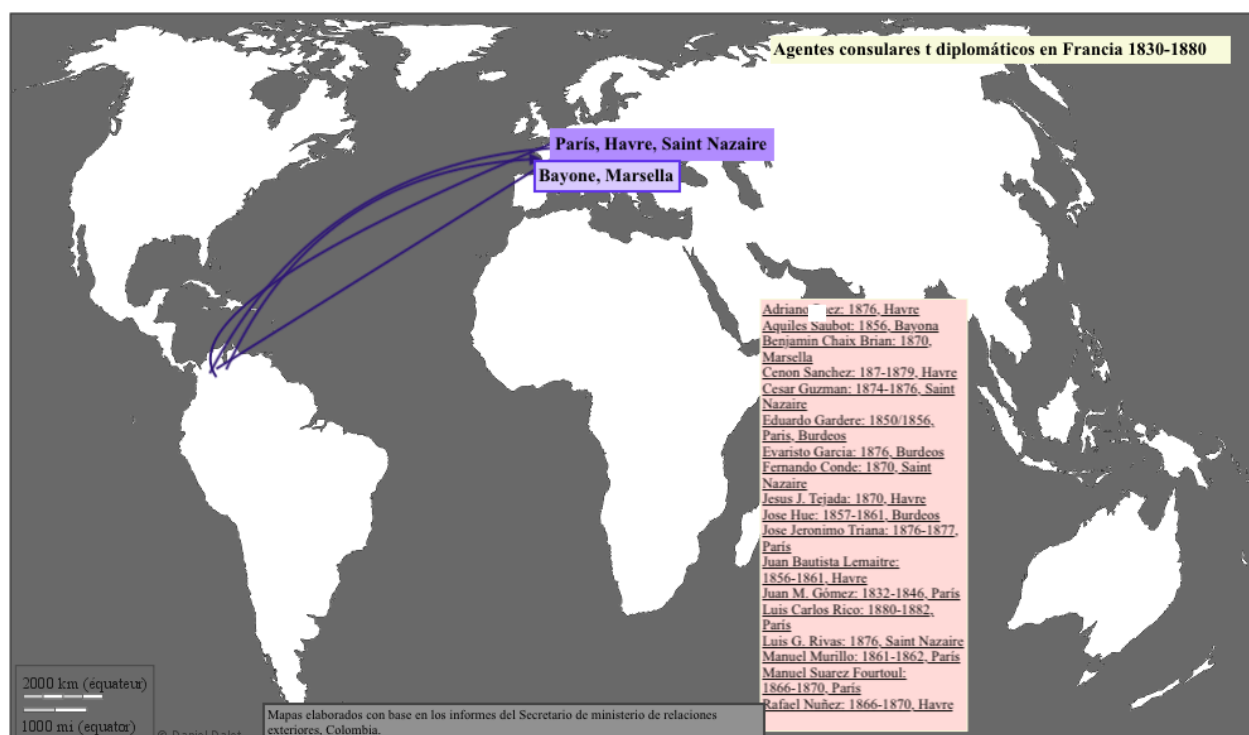 Agentes consulares t diplomáticos en Francia 1830-1880
París, Havre, Saint Nazaire
Bayone, Marsella
Adriano ez: 1876, Havre
Aquiles Saubot: 1856, Bayona
Benjamin Chaix Brian: 1870,
Marsella
Cenon Sanchez: 187-1879, Havre
Cesar Guzman: 1874-1876, Saint
Nazaire
Eduardo Gardere: 1850/1856,
Paris, Burdeos
Evaristo Garcia: 1876, Burdeos
Fernando Conde: 1870, Saint
Nazaire
Jesus J. Tejada: 1870, Havre
Jose Hue: 1857-1861, Burdeos
Jose Jeronimo Triana: 1876-1877,
París
Juan Bautista Lemaitre:
1856-1861, Havre
Juan M. Gómez: 1832-1846, París
Luis Carlos Rico: 1880-1882,
París
Luis G. Rivas: 1876, Saint Nazaire
Manuel Murillo: 1861-1862, París
Manuel Suarez Fourtoul:
1866-1870, París
Rafael Nuñez: 1866-1870, Havre
2000 km (équateur)
1000 mi (equator)
Mapas elaborados con base en los informes del Secretario de ministerio de relaciones
exteriores, Colombia.